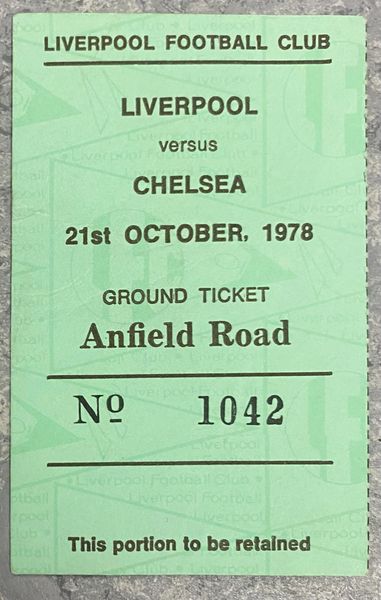 LIVERPOOL FOOTBALL CLUB
LIVERPOOL
versus
CHELSEA
21st OCTOBER, 1978
GROUND TICKET
Anfield Road
Nº 1042
This portion to be retained